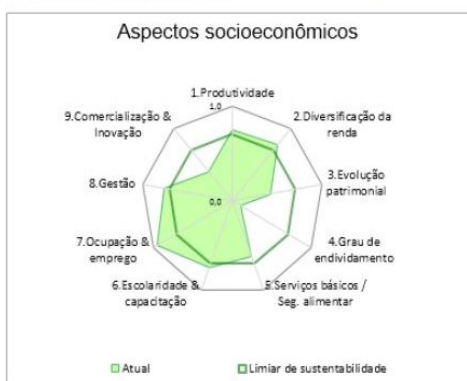 Aspectos socioeconômicos
1.Produtividade
1,0
2.Diversificação da
renda
3.Evolução
patrimonial
4.Grau de
endividamento
5.Serviços básicos /
Seg. alimentar
6.Escolaridade &
capacitação
7.Ocupação &
emprego
8.Gestão
9.Comercialização &
Inovação
0,0
Atual
Limiar de sustentabilidade